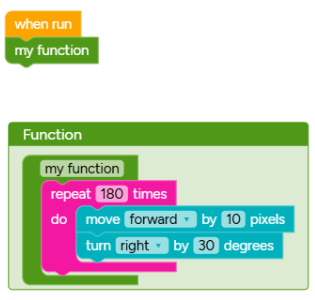 when run
my function
Function
my function
repeat 180 times
do move forward by 10 pixels
turn right by 30 degrees